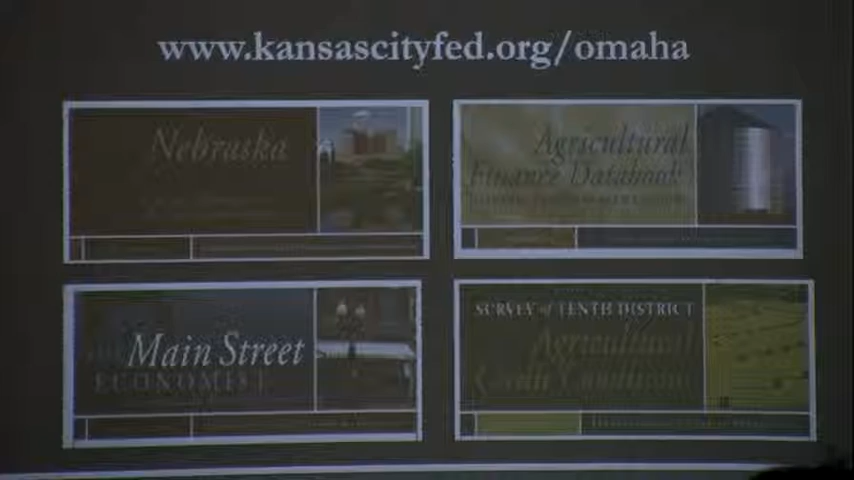 www.kansascityfed.org/omaha
Nebraska
Agricultural
Finance Databook
Main Street
ECONOMIST
SURVEY of TENTH DISTRICT
Agricultural
Credit Conditions